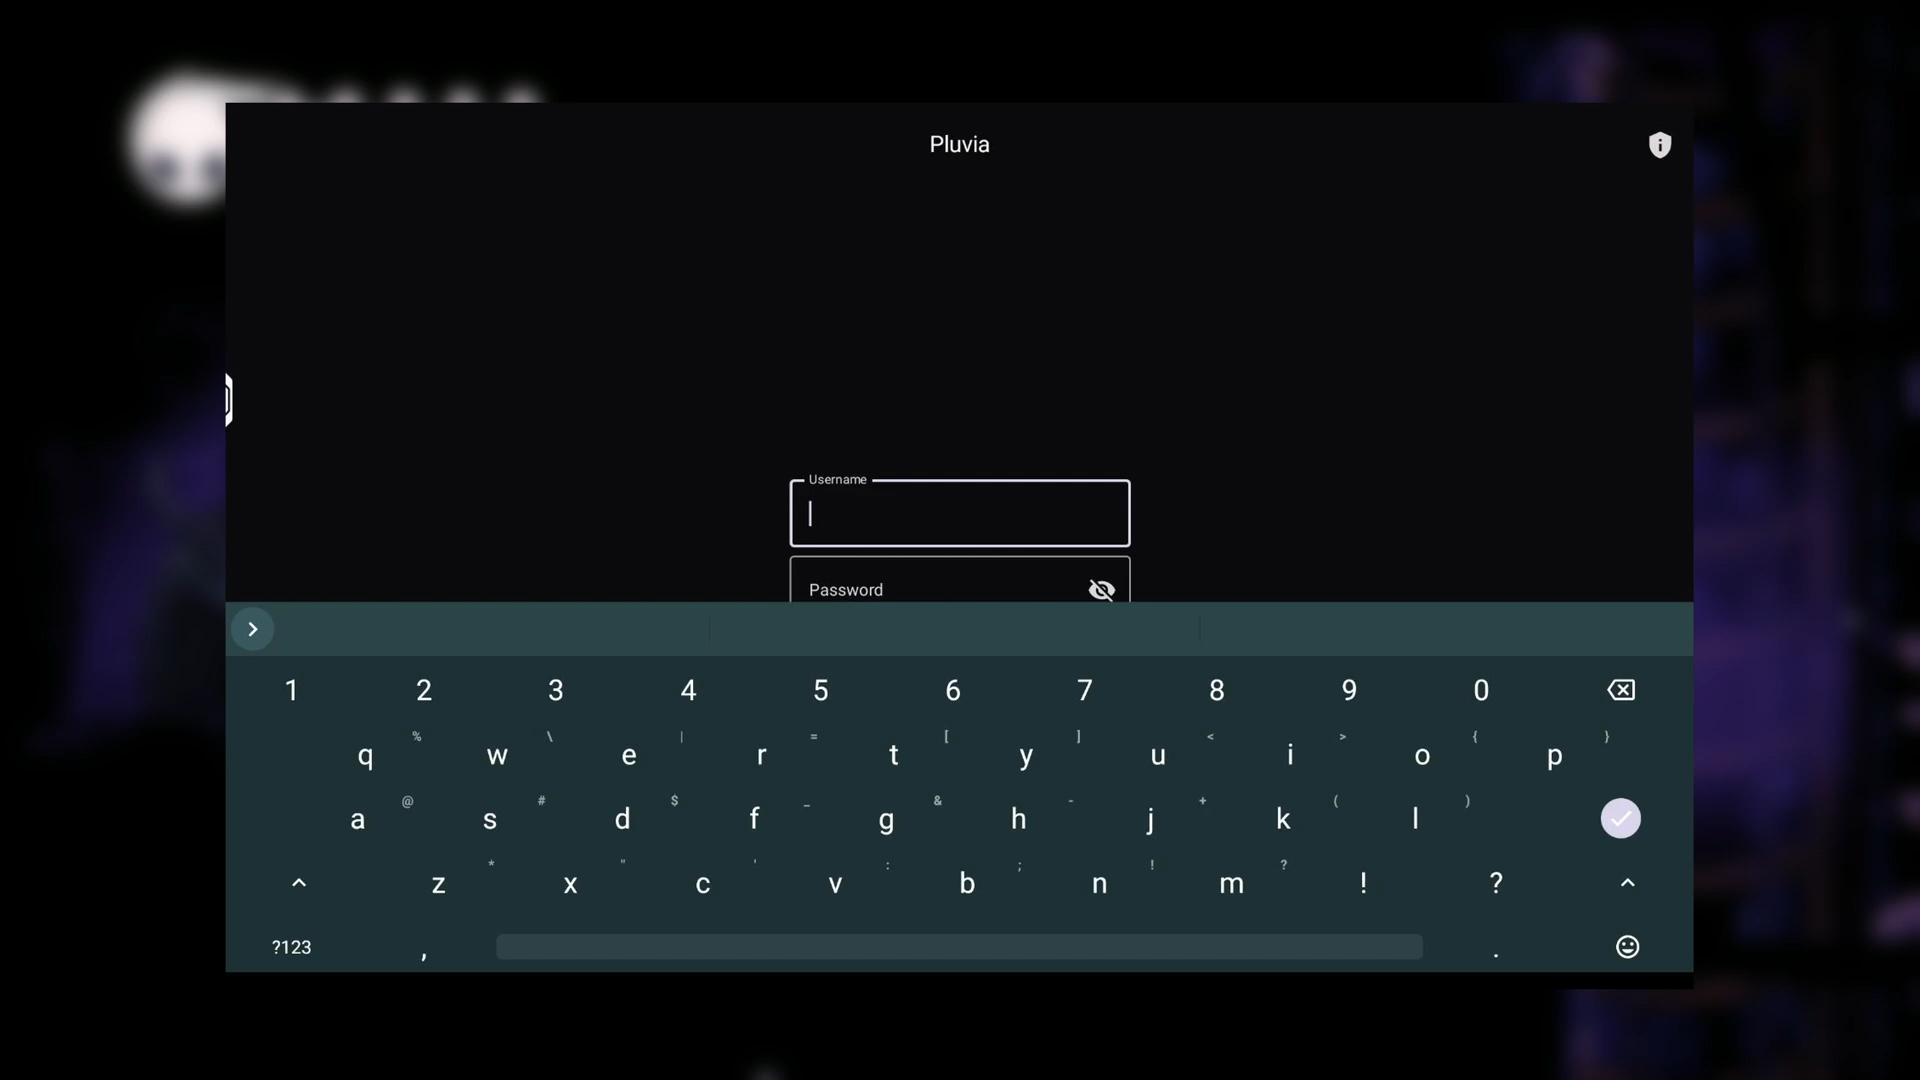 Pluvia
Username
Password
1 2 3 4 5 6 7 8 9 0
% \ | = [ ] < > { }
q w e r t y u i o p
@ # $ _ & - + ( )
a s d f g h j k l
* " ' : ; ! ?
z x c v b n m ! ?
?123 , .